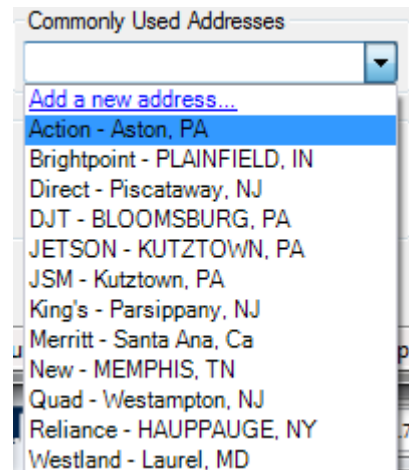 Commonly Used Addresses
Add a new address...
Action - Aston, PA
Brightpoint - PLAINFIELD, IN
Direct - Piscataway, NJ
DJT - BLOOMSBURG, PA
JETSON - KUTZTOWN, PA
JSM - Kutztown, PA
King's - Parsippany, NJ
Merritt - Santa Ana, Ca
New - MEMPHIS, TN
Quad - Westampton, NJ
Reliance - HAUPPAUGE, NY
Westland - Laurel, MD